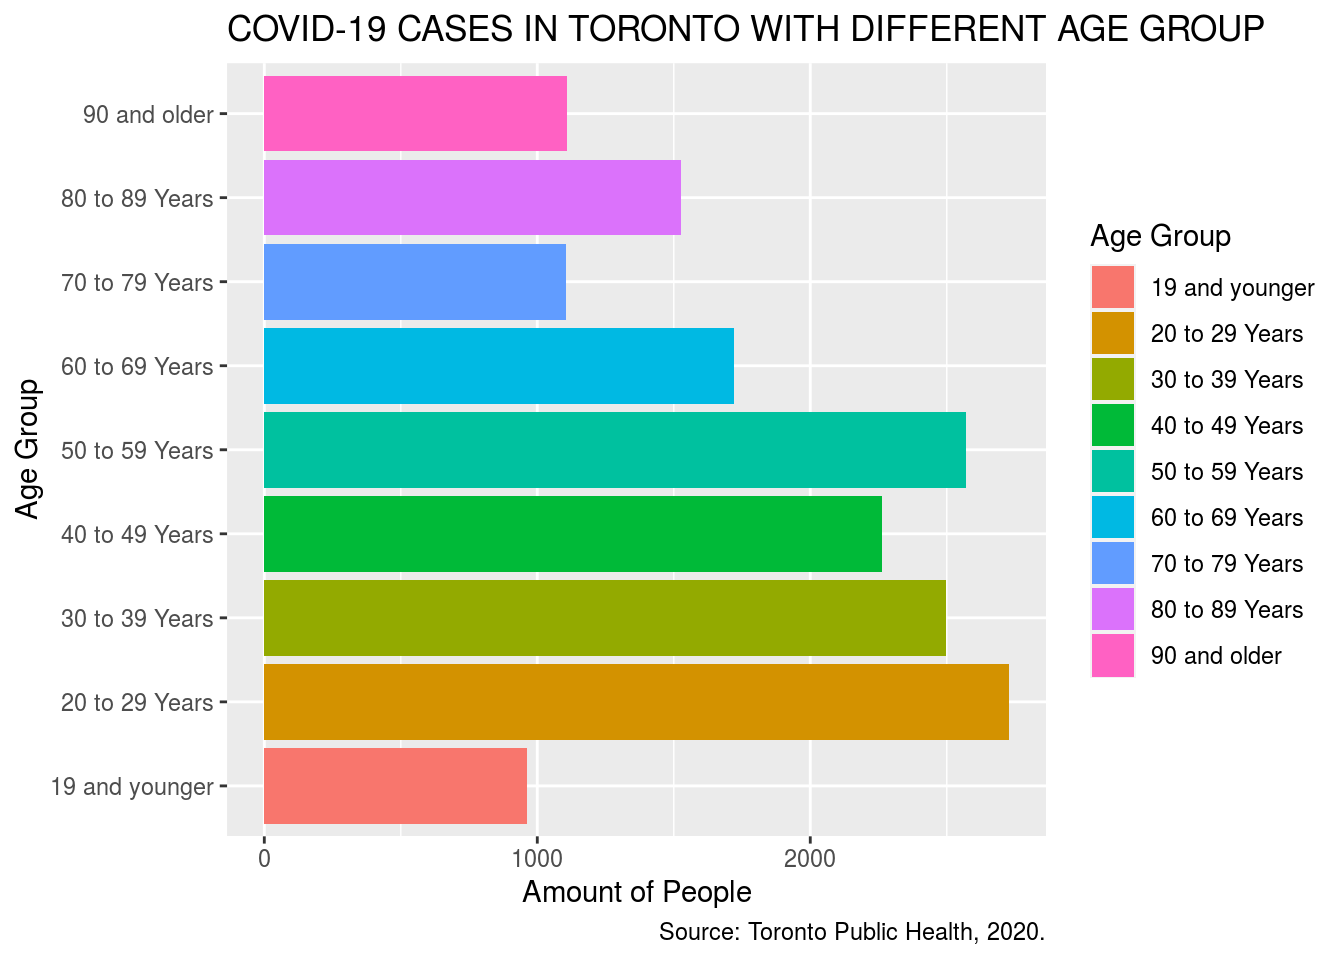 COVID-19 CASES IN TORONTO WITH DIFFERENT AGE GROUP
90 and older
80 to 89 Years
70 to 79 Years
60 to 69 Years
50 to 59 Years
40 to 49 Years
30 to 39 Years
20 to 29 Years
19 and younger
Age Group
0 1000 2000
Amount of People
Age Group
19 and younger
20 to 29 Years
30 to 39 Years
40 to 49 Years
50 to 59 Years
60 to 69 Years
70 to 79 Years
80 to 89 Years
90 and older
Source: Toronto Public Health, 2020.